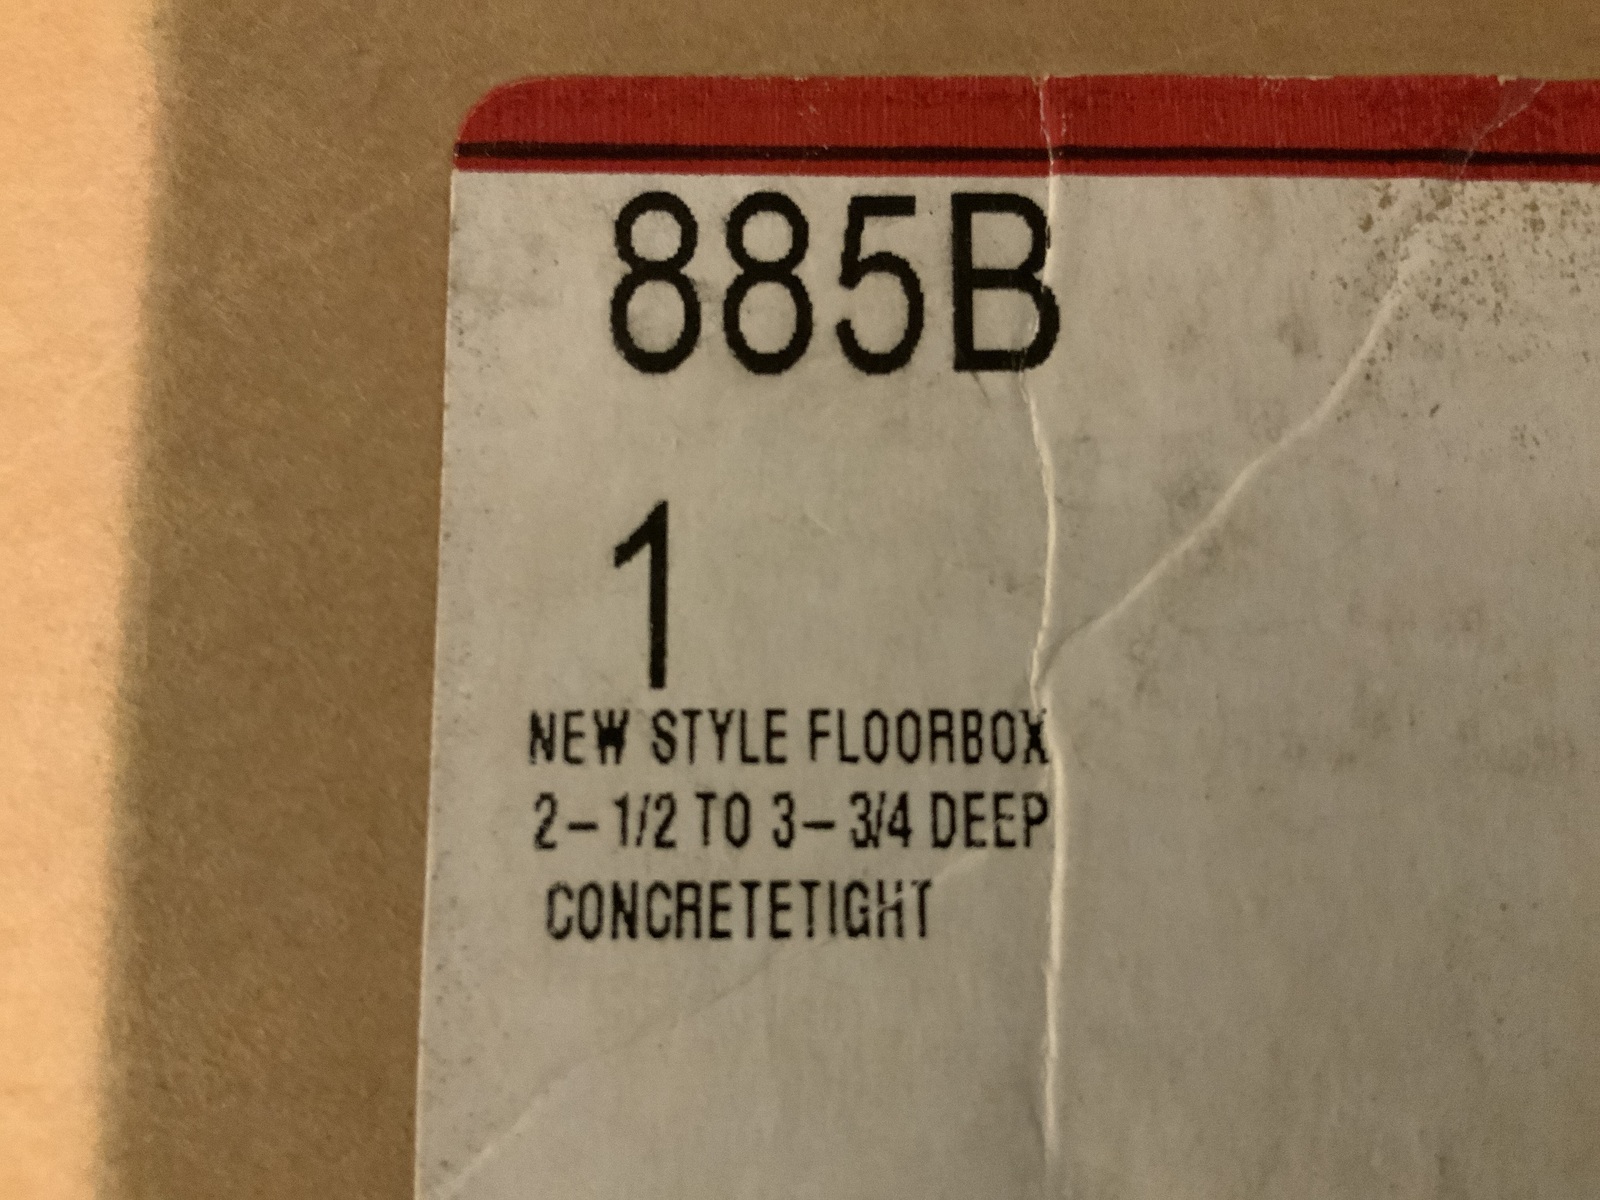 885B
1
NEW STYLE FLOORBOX
2-1/2 TO 3-3/4 DEEP
CONCRETETIGHT